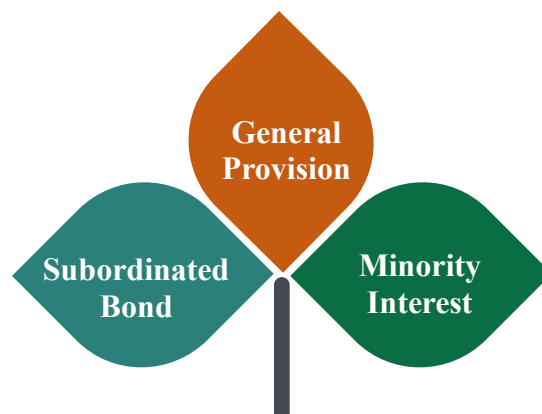 General
Provision
Subordinated
Bond
Minority
Interest